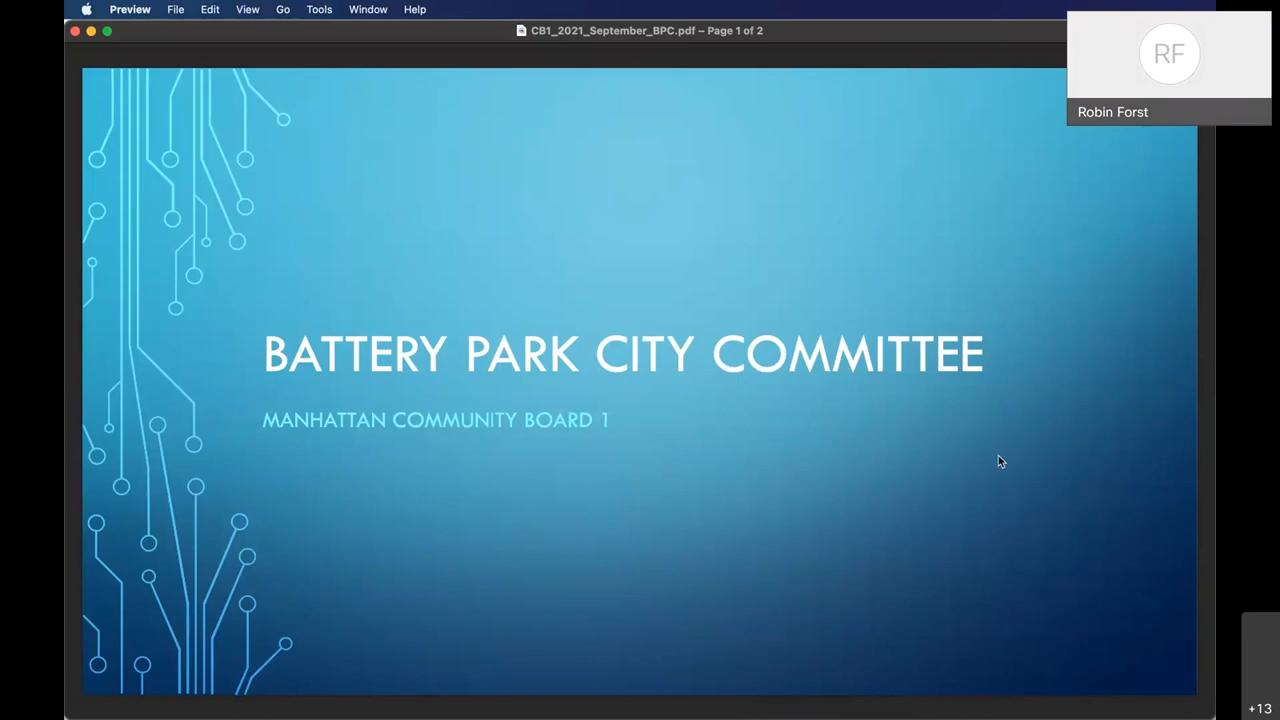 Preview File Edit View Go Tools Window Help
CB1_2021_September_BPC.pdf – Page 1 of 2
RF
Robin Forst
BATTERY PARK CITY COMMITTEE
MANHATTAN COMMUNITY BOARD 1
+13